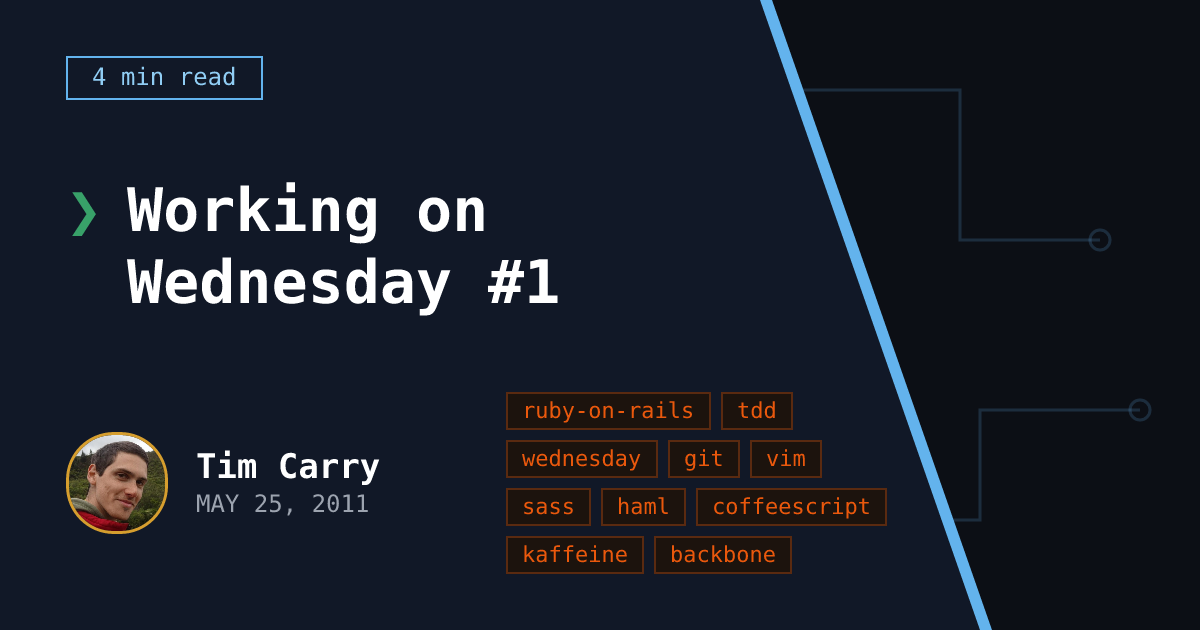 4 min read
❯ Working on
Wednesday #1
Tim Carry
MAY 25, 2011
ruby-on-rails tdd
wednesday git vim
sass haml coffeescript
kaffeine backbone